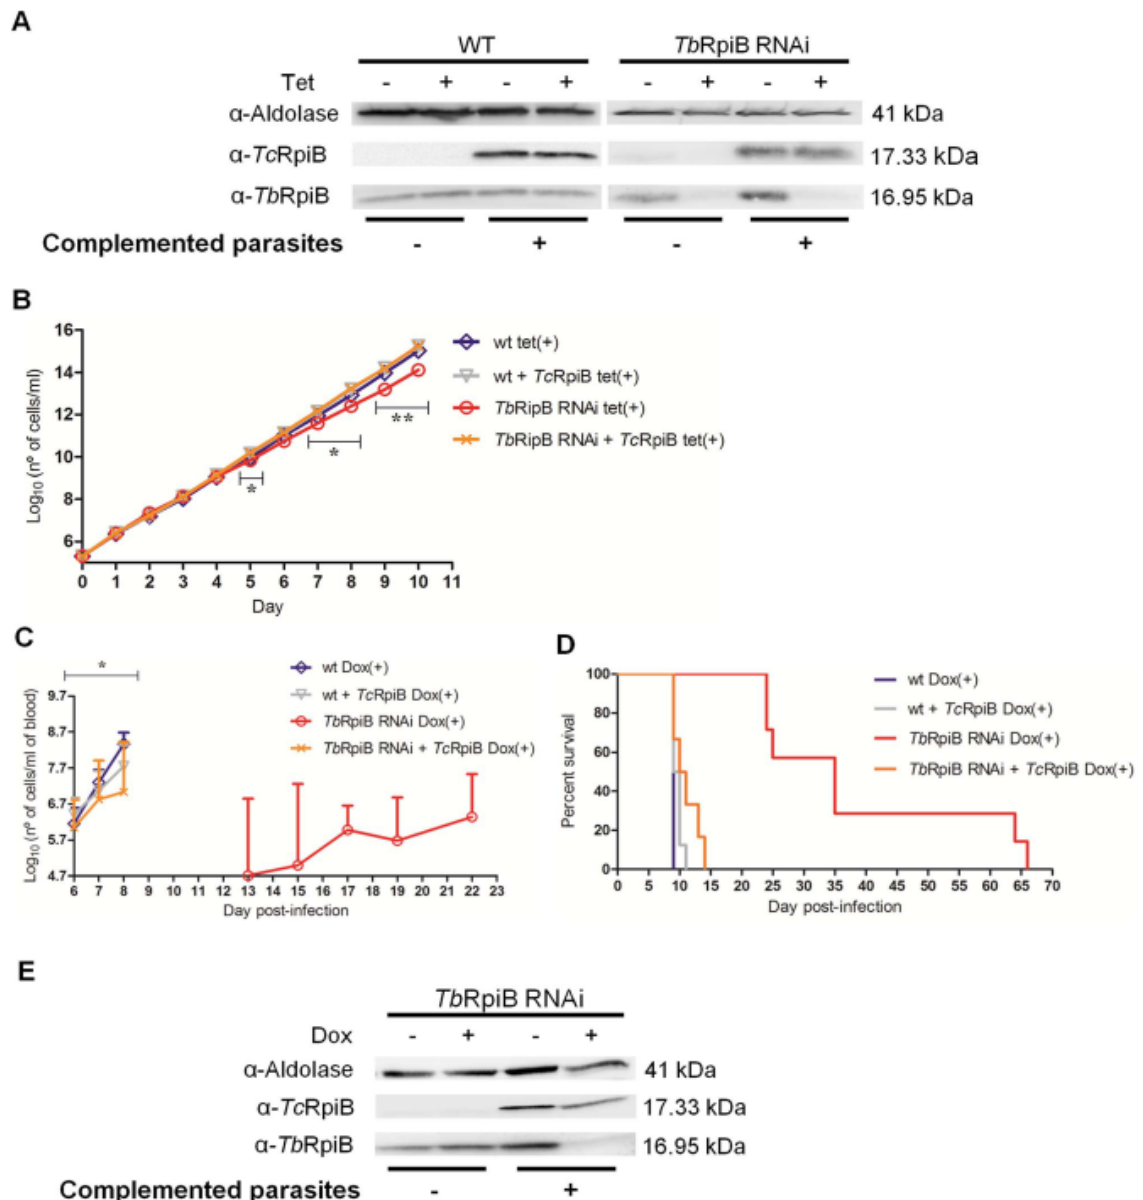 A
WT TbRpiB RNAi
Tet - + - + - + - +
α-Aldolase 41 kDa
α-TcRpiB 17.33 kDa
α-TbRpiB 16.95 kDa
Complemented parasites - + - +
B
Log10 (nº of cells/ml)
16
14
12
10
8
6
0 1 2 3 4 5 6 7 8 9 10 11
Day
wt tet(+)
wt + TcRpiB tet(+)
TbRipB RNAi tet(+)
TbRipB RNAi + TcRpiB tet(+)
*
*
**
C
*
Log10 (nº of cells/ml of blood)
9.7
8.7
7.7
6.7
5.7
4.7
6 7 8 9 10 11 12 13 14 15 16 17 18 19 20 21 22 23
Day post-infection
wt Dox(+)
wt + TcRpiB Dox(+)
TbRpiB RNAi Dox(+)
TbRpiB RNAi + TcRpiB Dox(+)
D
Percent survival
100
80
60
40
20
0
0 5 10 15 20 25 30 35 40 45 50 55 60 65 70
Day post-infection
wt Dox(+)
wt + TcRpiB Dox(+)
TbRpiB RNAi Dox(+)
TbRpiB RNAi + TcRpiB Dox(+)
E
TbRpiB RNAi
Dox - + - +
α-Aldolase 41 kDa
α-TcRpiB 17.33 kDa
α-TbRpiB 16.95 kDa
Complemented parasites - +